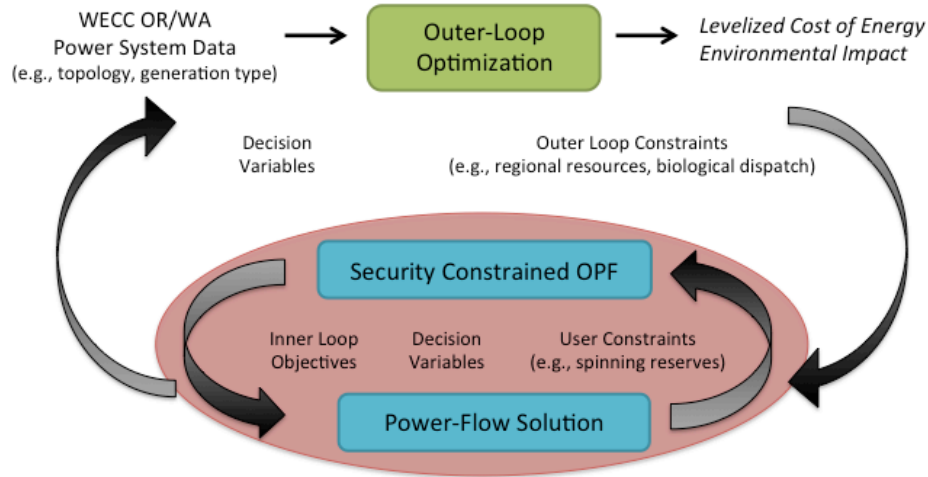 WECC OR/WA
Power System Data
(e.g., topology, generation type)
Outer-Loop
Optimization
Levelized Cost of Energy
Environmental Impact
Decision
Variables
Outer Loop Constraints
(e.g., regional resources, biological dispatch)
Security Constrained OPF
Inner Loop
Objectives
Decision
Variables
User Constraints
(e.g., spinning reserves)
Power-Flow Solution